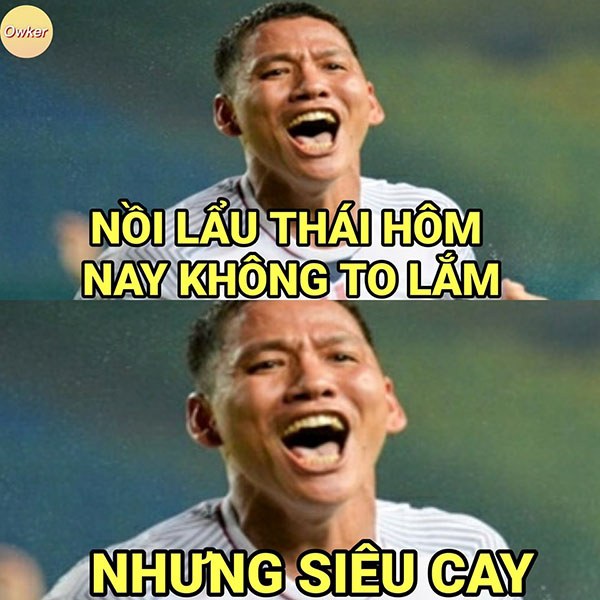 Owker
NỒI LẨU THÁI HÔM
NAY KHÔNG TO LẮM
NHƯNG SIÊU CAY